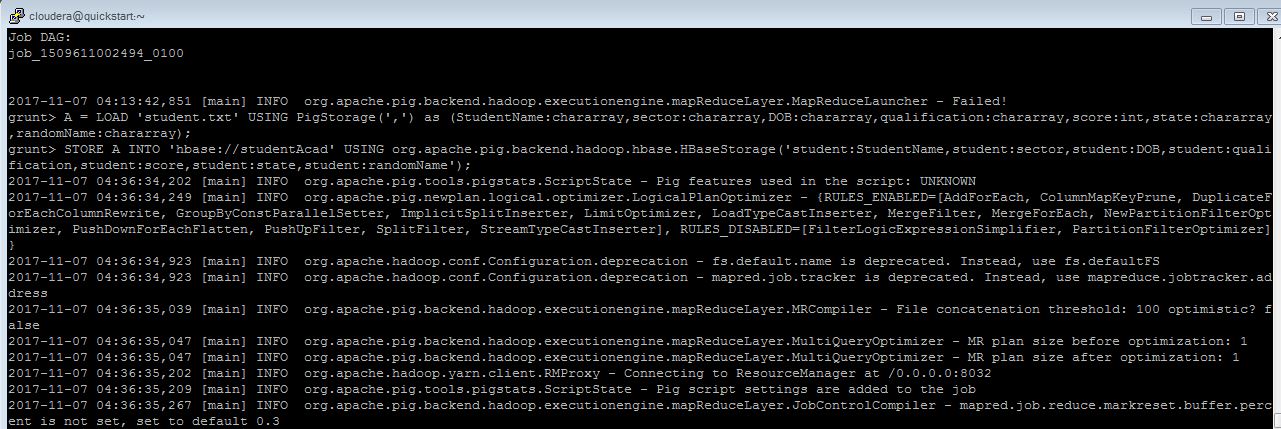 cloudera@quickstart:~
Job DAG:
job_1509611002494_0100
2017-11-07 04:13:42,851 [main] INFO  org.apache.pig.backend.hadoop.executionengine.mapReduceLayer.MapReduceLauncher - Failed!
grunt> A = LOAD 'student.txt' USING PigStorage(',') as (StudentName:chararray,sector:chararray,DOB:chararray,qualification:chararray,score:int,state:chararray
,randomName:chararray);
grunt> STORE A INTO 'hbase://studentAcad' USING org.apache.pig.backend.hadoop.hbase.HBaseStorage('student:StudentName,student:sector,student:DOB,student:quali
fication,student:score,student:state,student:randomName');
2017-11-07 04:36:34,202 [main] INFO  org.apache.pig.tools.pigstats.ScriptState - Pig features used in the script: UNKNOWN
2017-11-07 04:36:34,249 [main] INFO  org.apache.pig.newplan.logical.optimizer.LogicalPlanOptimizer - {RULES_ENABLED=[AddForEach, ColumnMapKeyPrune, DuplicateF
orEachColumnRewrite, GroupByConstParallelSetter, ImplicitSplitInserter, LimitOptimizer, LoadTypeCastInserter, MergeFilter, MergeForEach, NewPartitionFilterOpt
imizer, PushDownForEachFlatten, PushUpFilter, SplitFilter, StreamTypeCastInserter], RULES_DISABLED=[FilterLogicExpressionSimplifier, PartitionFilterOptimizer]
}
2017-11-07 04:36:34,923 [main] INFO  org.apache.hadoop.conf.Configuration.deprecation - fs.default.name is deprecated. Instead, use fs.defaultFS
2017-11-07 04:36:34,923 [main] INFO  org.apache.hadoop.conf.Configuration.deprecation - mapred.job.tracker is deprecated. Instead, use mapreduce.jobtracker.ad
dress
2017-11-07 04:36:35,039 [main] INFO  org.apache.pig.backend.hadoop.executionengine.mapReduceLayer.MRCompiler - File concatenation threshold: 100 optimistic? f
alse
2017-11-07 04:36:35,047 [main] INFO  org.apache.pig.backend.hadoop.executionengine.mapReduceLayer.MultiQueryOptimizer - MR plan size before optimization: 1
2017-11-07 04:36:35,047 [main] INFO  org.apache.pig.backend.hadoop.executionengine.mapReduceLayer.MultiQueryOptimizer - MR plan size after optimization: 1
2017-11-07 04:36:35,202 [main] INFO  org.apache.hadoop.yarn.client.RMProxy - Connecting to ResourceManager at /0.0.0.0:8032
2017-11-07 04:36:35,209 [main] INFO  org.apache.pig.tools.pigstats.ScriptState - Pig script settings are added to the job
2017-11-07 04:36:35,267 [main] INFO  org.apache.pig.backend.hadoop.executionengine.mapReduceLayer.JobControlCompiler - mapred.job.reduce.markreset.buffer.perc
ent is not set, set to default 0.3